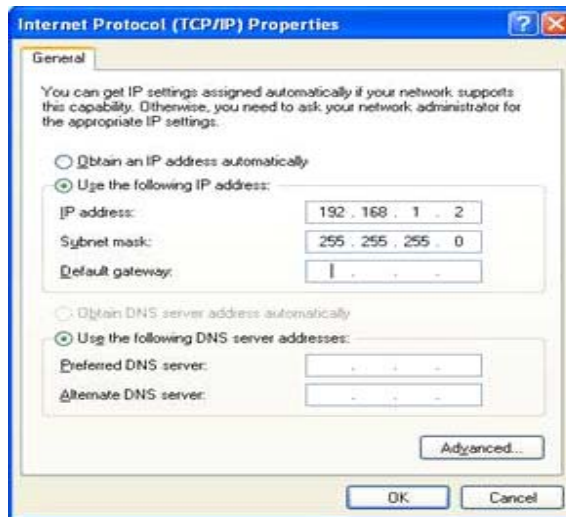 Internet Protocol (TCP/IP) Properties
General
You can get IP settings assigned automatically if your network supports
this capability. Otherwise, you need to ask your network administrator for
the appropriate IP settings.
Obtain an IP address automatically
Use the following IP address:
IP address: 192 . 168 . 1 . 2
Subnet mask: 255 . 255 . 255 . 0
Default gateway: . . .
Obtain DNS server address automatically
Use the following DNS server addresses:
Preferred DNS server: . . .
Alternate DNS server: . . .
Advanced...
OK Cancel